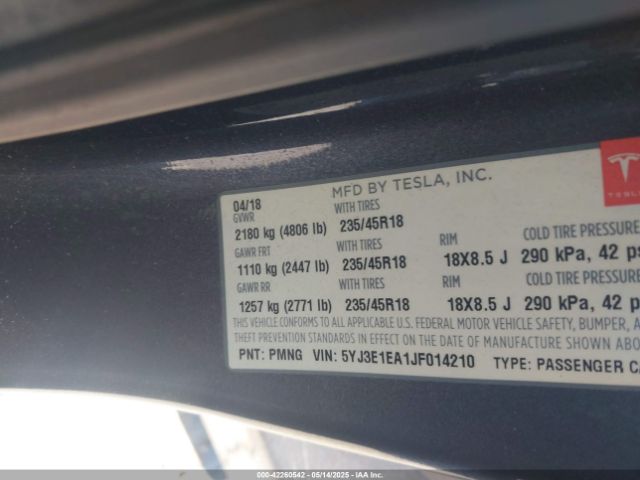 MFD BY TESLA, INC.
TESLA
04/18
GVWR
WITH TIRES
2180 kg (4806 lb) 235/45R18
COLD TIRE PRESSURE
GAWR FRT
WITH TIRES
RIM
1110 kg (2447 lb) 235/45R18 18X8.5 J 290 kPa, 42 ps
GAWR RR
WITH TIRES
RIM
COLD TIRE PRESSURE
1257 kg (2771 lb) 235/45R18 18X8.5 J 290 kPa, 42 p
THIS VEHICLE CONFORMS TO ALL APPLICABLE U.S. FEDERAL MOTOR VEHICLE SAFETY, BUMPER, A
THEFT PREVENTION STANDARDS IN EFFECT ON THE DATE OF MANUFACTURE SHOWN ABO
PNT: PMNG VIN: 5YJ3E1EA1JF014210 TYPE: PASSENGER CA
000-42260542 - 05/14/2025 - IAA Inc.